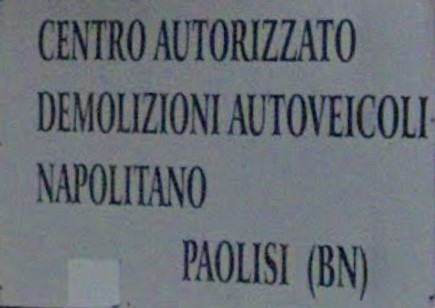 CENTRO AUTORIZZATO
DEMOLIZIONI AUTOVEICOLI
NAPOLITANO
PAOLISI (BN)